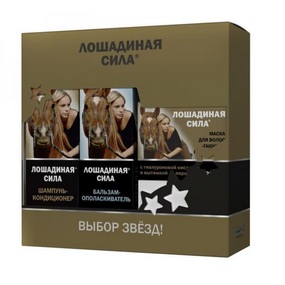 ЛОШАДИНАЯ
СИЛА®
ЛОШАДИНАЯ
СИЛА
ШАМПУНЬ-
КОНДИЦИОНЕР
ЛОШАДИНАЯ
СИЛА
БАЛЬЗАМ-
ОПОЛАСКИВАТЕЛЬ
ЛОШАДИНАЯ
СИЛА®
МАСКА
ДЛЯ ВОЛОС
ВЫБОР ЗВЁЗД!